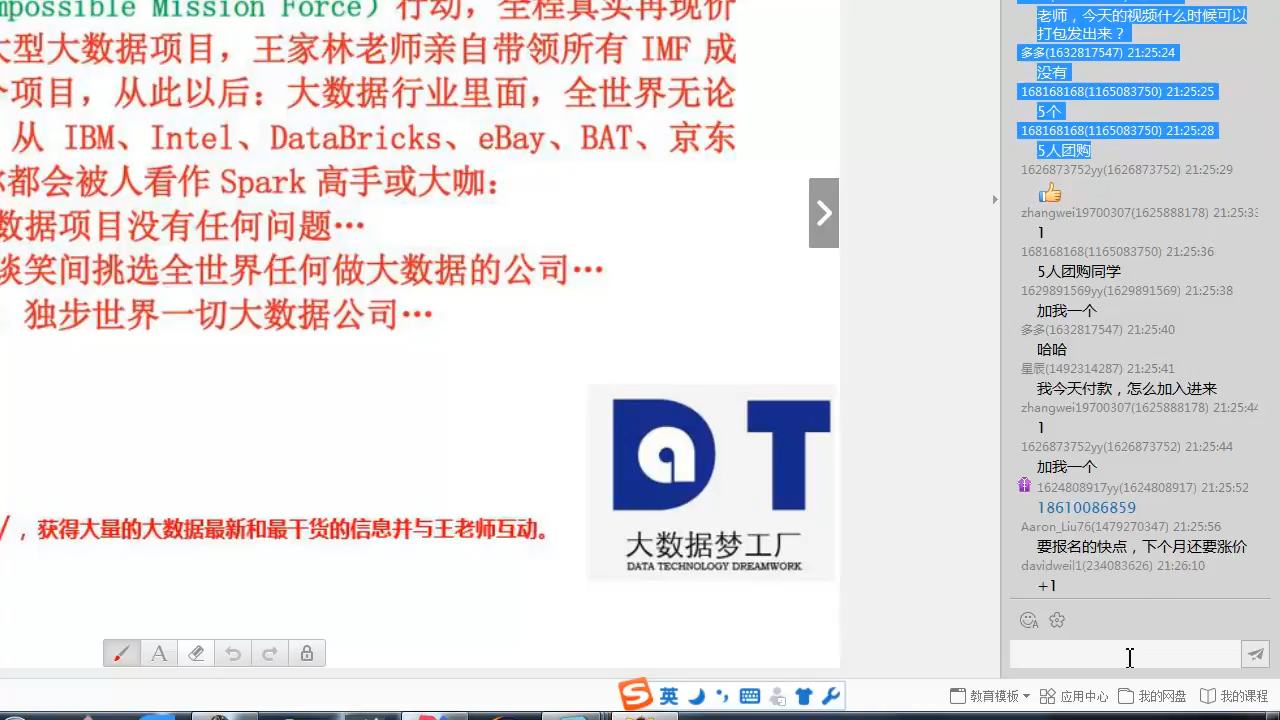 mpossible Mission Force）行动，全程真实再现价
大型大数据项目，王家林老师亲自带领所有 IMF 成
个项目，从此以后：大数据行业里面，全世界无论
从 IBM、Intel、DataBricks、eBay、BAT、京东
你都会被人看作 Spark 高手或大咖：
数据项目没有任何问题…
谈笑间挑选全世界任何做大数据的公司…
独步世界一切大数据公司…
/ ，获得大量的大数据最新和最干货的信息并与王老师互动。
DaT
大数据梦工厂
DATA TECHNOLOGY DREAMWORK
A
英
老师，今天的视频什么时候可以
打包发出来？
多多(1632817547) 21:25:24
没有
168168168(1165083750) 21:25:25
5个
168168168(1165083750) 21:25:28
5人团购
1626873752yy(1626873752) 21:25:29
zhangwei19700307(1625888178) 21:25:33
1
168168168(1165083750) 21:25:36
5人团购同学
1629891569yy(1629891569) 21:25:38
加我一个
多多(1632817547) 21:25:40
哈哈
星辰(1492314287) 21:25:41
我今天付款，怎么加入进来
zhangwei19700307(1625888178) 21:25:44
1
1626873752yy(1626873752) 21:25:44
加我一个
1624808917yy(1624808917) 21:25:52
18610086859
Aaron_Liu76(1479270347) 21:25:56
要报名的快点，下个月还要涨价
davidweil1(234083626) 21:26:10
+1
教育模板 应用中心 我的网盘 我的课程